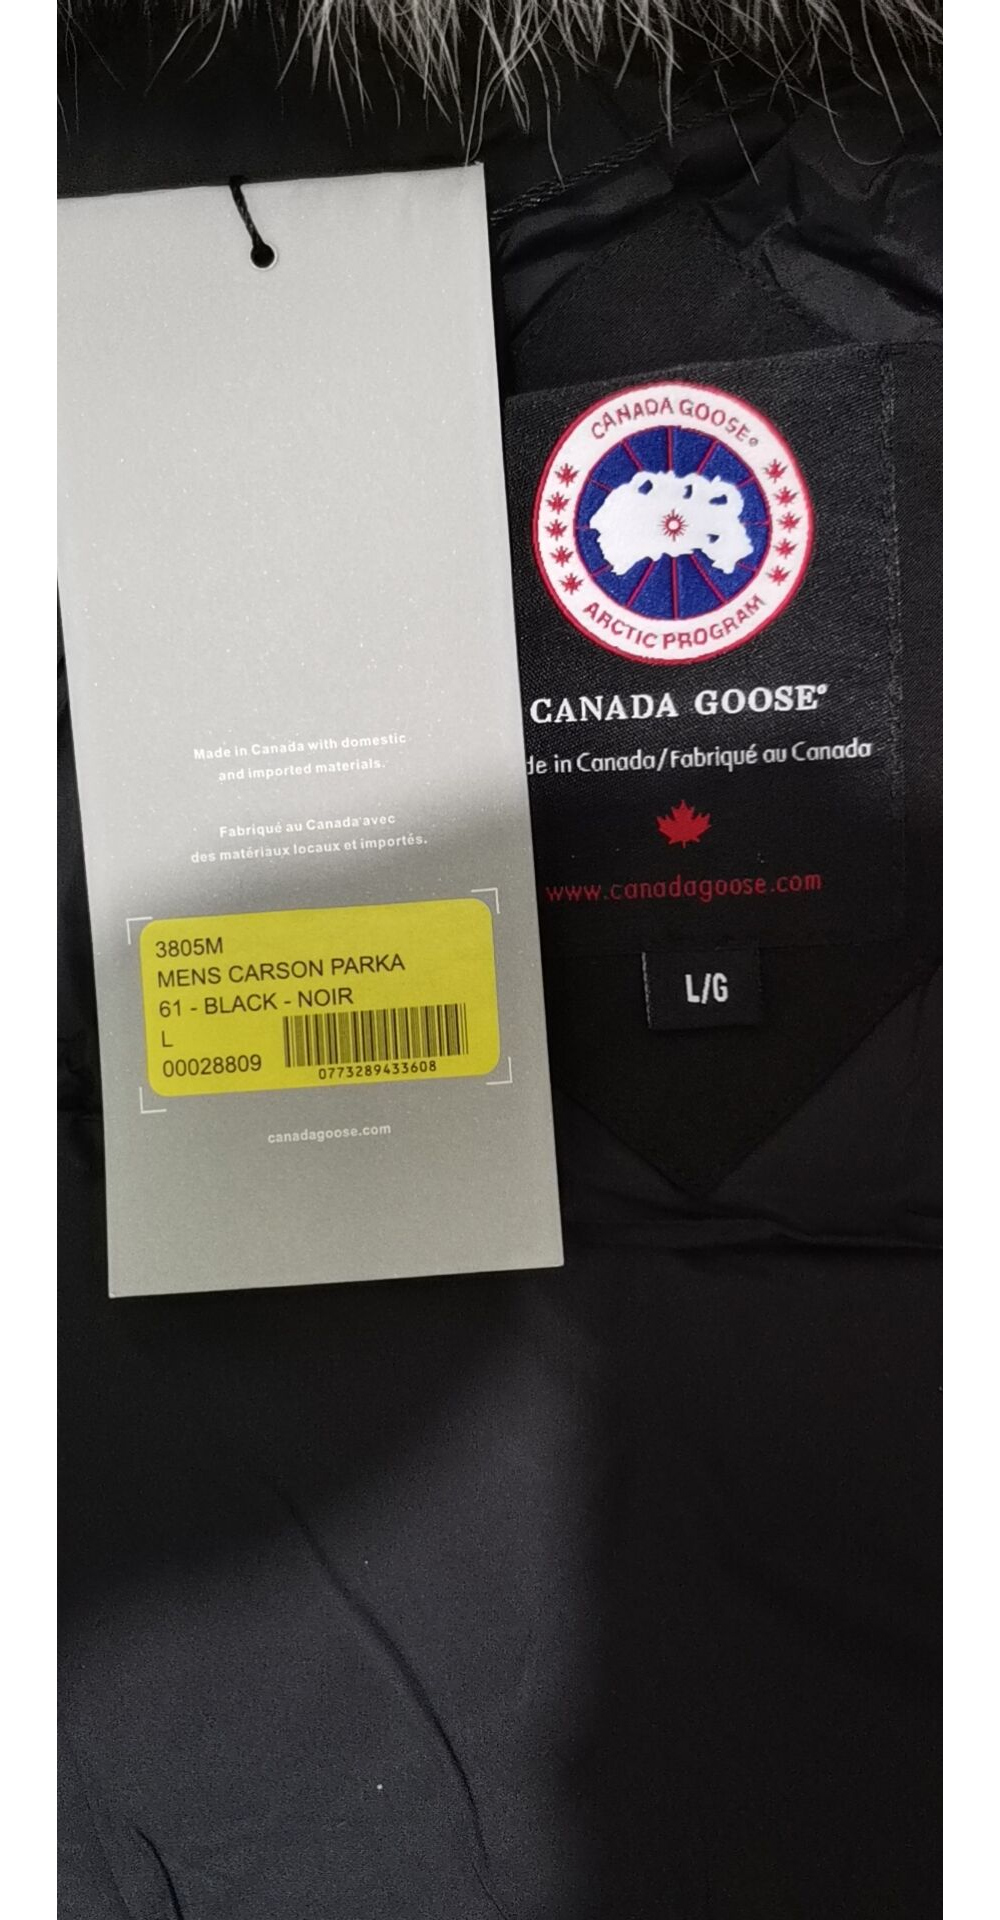 Made in Canada with domestic
and imported materials.
Fabriqué au Canada avec
des matériaux locaux et importés.
3805M
MENS CARSON PARKA
61 - BLACK - NOIR
L
00028809
0773289433608
canadagoose.com
CANADA GOOSE®
ARCTIC PROGRAM
CANADA GOOSE®
in Canada/Fabriqué au Canada
www.canadagoose.com
L/G